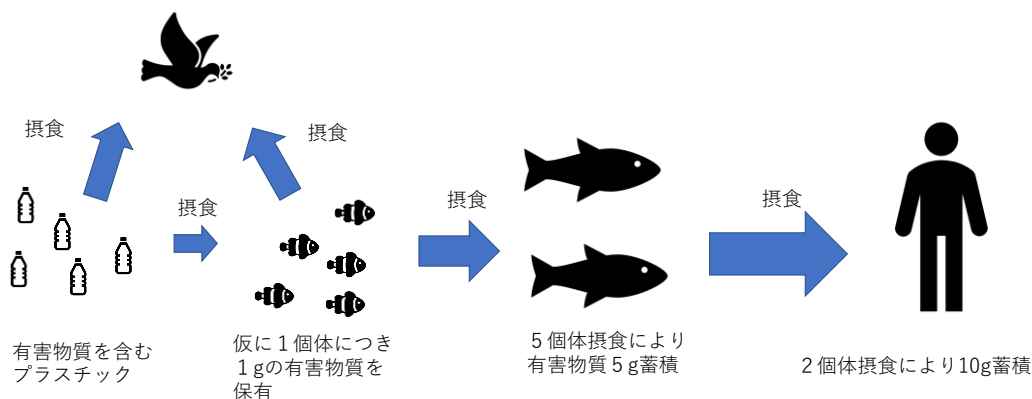 摂食
摂食
摂食
摂食
摂食
有害物質を含む
プラスチック
仮に１個体につき
１gの有害物質を
保有
５個体摂食により
有害物質５g蓄積
２個体摂食により10g蓄積